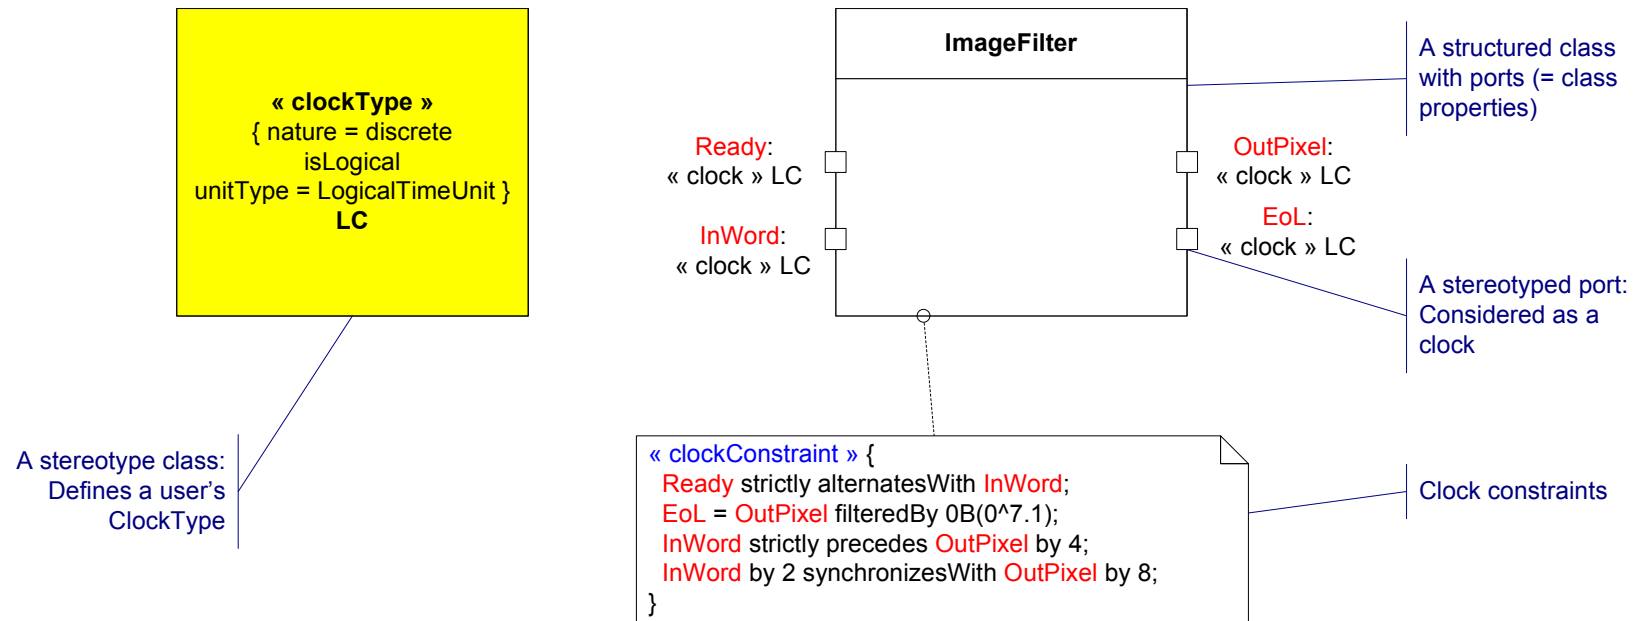 « clockType »
{ nature = discrete
isLogical
unitType = LogicalTimeUnit }
LC
A stereotype class:
Defines a user's
ClockType
ImageFilter
Ready:
« clock » LC
InWord:
« clock » LC
OutPixel:
« clock » LC
EoL:
« clock » LC
A structured class
with ports (= class
properties)
A stereotyped port:
Considered as a
clock
« clockConstraint » {
Ready strictly alternatesWith InWord;
EoL = OutPixel filteredBy 0B(0^7.1);
InWord strictly precedes OutPixel by 4;
InWord by 2 synchronizesWith OutPixel by 8;
}
Clock constraints